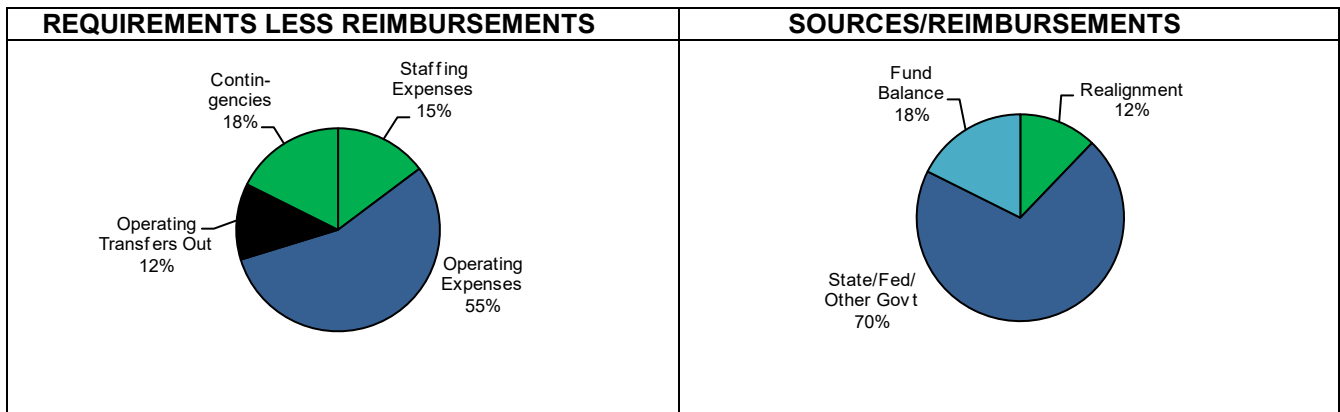 REQUIREMENTS LESS REIMBURSEMENTS
Contin-
gencies
18%
Staffing
Expenses
15%
Operating
Transfers Out
12%
Operating
Expenses
55%
SOURCES/REIMBURSEMENTS
Fund
Balance
18%
Realignment
12%
State/Fed/
Other Govt
70%